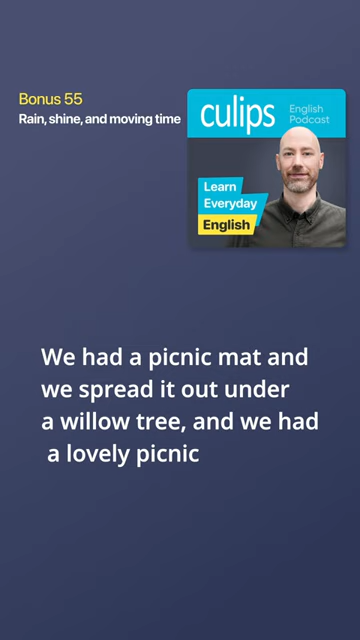 Bonus 55
Rain, shine, and moving time
culips
English
Podcast
Learn
Everyday
English
We had a picnic mat and
we spread it out under
a willow tree, and we had
a lovely picnic